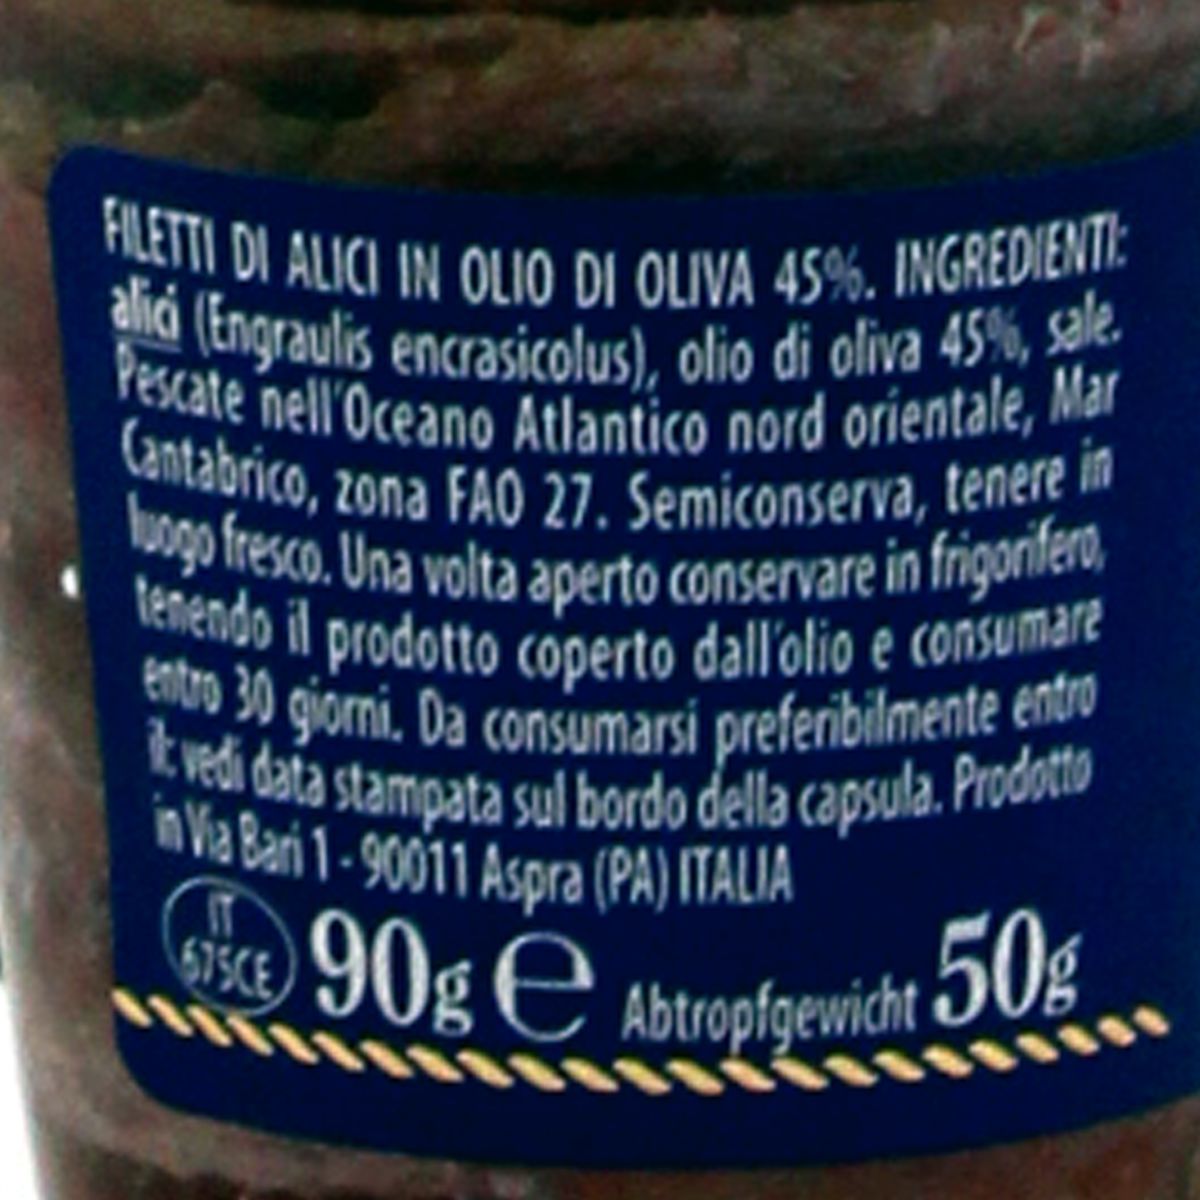 FILETTI DI ALICI IN OLIO DI OLIVA 45%. INGREDIENTI:
alici (Engraulis encrasicolus), olio di oliva 45%, sale.
Pescate nell'Oceano Atlantico nord orientale, Mar
Cantabrico, zona FAO 27. Semiconserva, tenere in
luogo fresco. Una volta aperto conservare in frigorifero,
tenendo il prodotto coperto dall'olio e consumare
entro 30 giorni. Da consumarsi preferibilmente entro
il: vedi data stampata sul bordo della capsula. Prodotto
in Via Bari 1 - 90011 Aspra (PA) ITALIA
IT
675CE
90g e Abtropfgewicht 50g